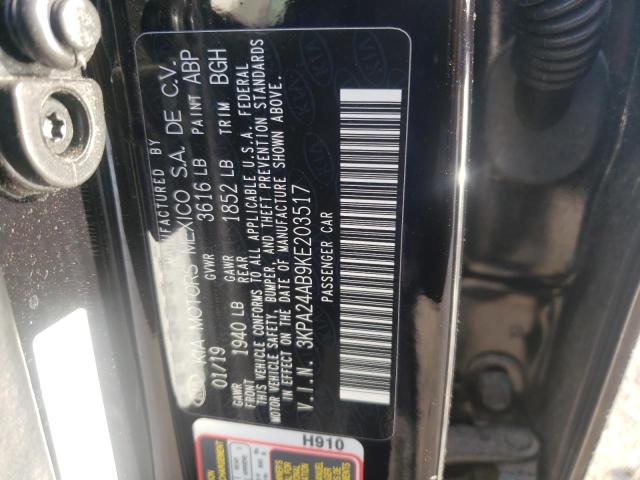 MANUFACTURED BY
KIA KIA MOTORS MEXICO S.A. DE C.V.
01/19 GVWR 3616 LB PAINT ABP
GAWR FRONT 1940 LB GAWR REAR 1852 LB TRIM BGH
THIS VEHICLE CONFORMS TO ALL APPLICABLE U.S.A. FEDERAL
MOTOR VEHICLE SAFETY, BUMPER, AND THEFT PREVENTION STANDARDS
IN EFFECT ON THE DATE OF MANUFACTURE SHOWN ABOVE.
V.I.N. 3KPA24AB9KE203517
PASSENGER CAR
H910